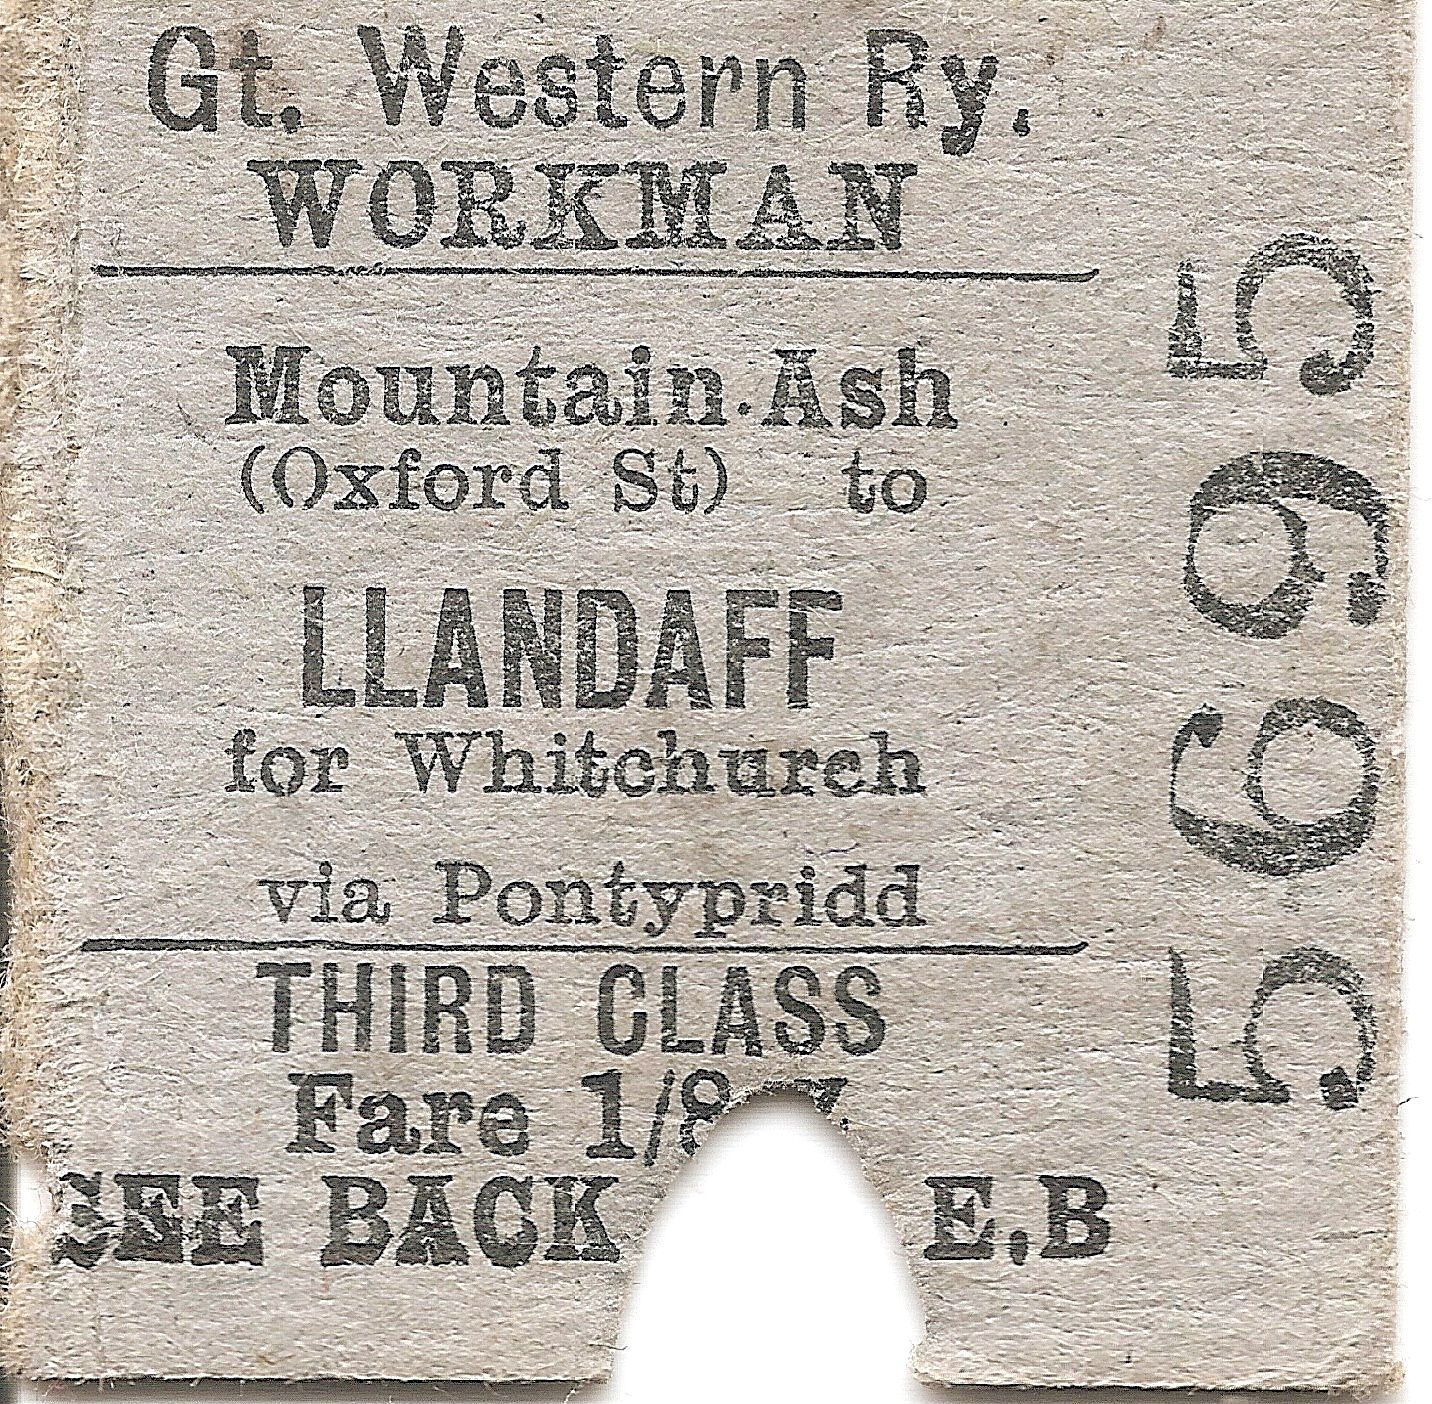 Gt. Western Ry.
WORKMAN
Mountain.Ash
(Oxford St) to
LLANDAFF
for Whitchurch
via Pontypridd
THIRD CLASS
Fare 1/8
SEE BACK E,B
5695